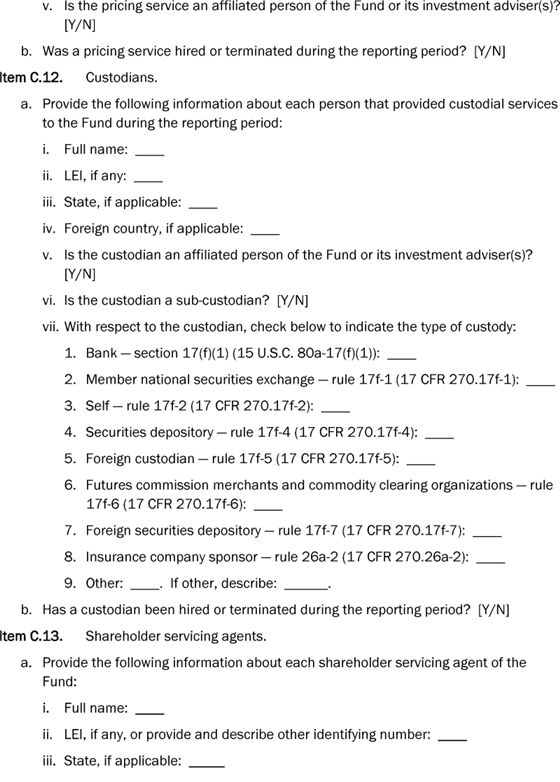 v. Is the pricing service an affiliated person of the Fund or its investment adviser(s)?
[Y/N]
b. Was a pricing service hired or terminated during the reporting period? [Y/N]
Item C.12. Custodians.
a. Provide the following information about each person that provided custodial services
to the Fund during the reporting period:
i. Full name: ____
ii. LEI, if any: ____
iii. State, if applicable: ____
iv. Foreign country, if applicable: ____
v. Is the custodian an affiliated person of the Fund or its investment adviser(s)?
[Y/N]
vi. Is the custodian a sub-custodian? [Y/N]
vii. With respect to the custodian, check below to indicate the type of custody:
1. Bank — section 17(f)(1) (15 U.S.C. 80a-17(f)(1)): ____
2. Member national securities exchange — rule 17f-1 (17 CFR 270.17f-1): ____
3. Self — rule 17f-2 (17 CFR 270.17f-2): ____
4. Securities depository — rule 17f-4 (17 CFR 270.17f-4): ____
5. Foreign custodian — rule 17f-5 (17 CFR 270.17f-5): ____
6. Futures commission merchants and commodity clearing organizations — rule
17f-6 (17 CFR 270.17f-6): ____
7. Foreign securities depository — rule 17f-7 (17 CFR 270.17f-7): ____
8. Insurance company sponsor — rule 26a-2 (17 CFR 270.26a-2): ____
9. Other: ____. If other, describe: ______.
b. Has a custodian been hired or terminated during the reporting period? [Y/N]
Item C.13. Shareholder servicing agents.
a. Provide the following information about each shareholder servicing agent of the
Fund:
i. Full name: ____
ii. LEI, if any, or provide and describe other identifying number: ____
iii. State, if applicable: _____